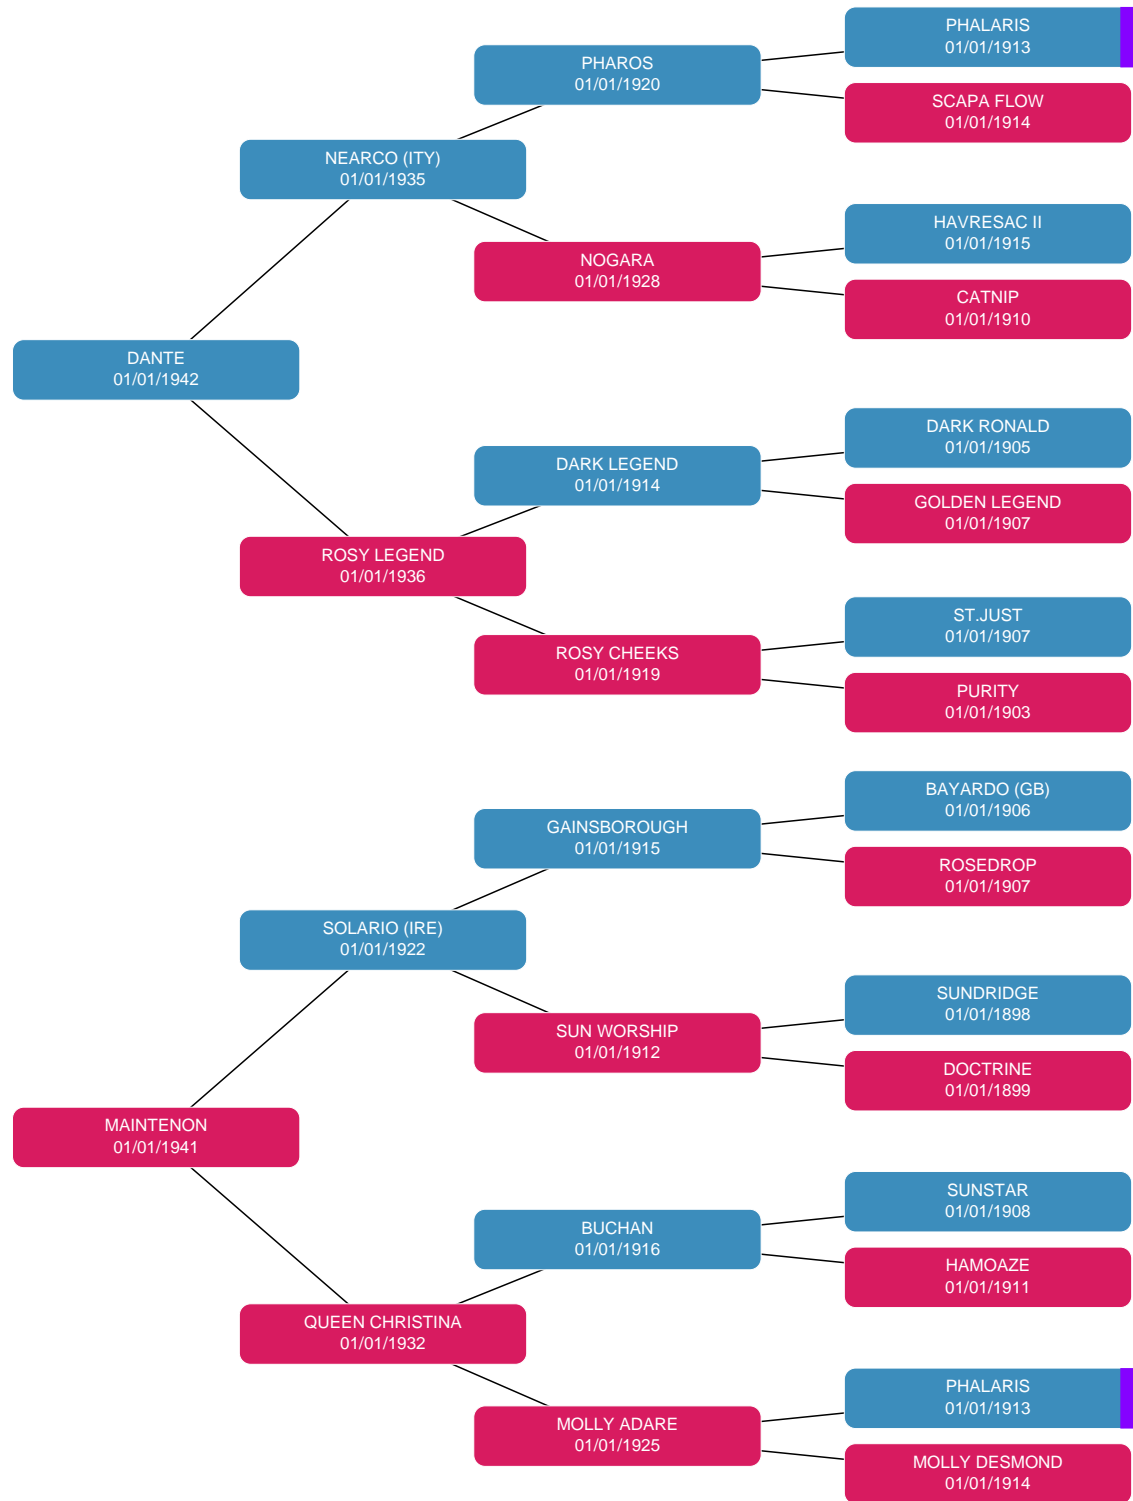 PHALARIS
01/01/1913
PHAROS
01/01/1920
SCAPA FLOW
01/01/1914
NEARCO (ITY)
01/01/1935
HAVRESAC II
01/01/1915
NOGARA
01/01/1928
CATNIP
01/01/1910
DANTE
01/01/1942
DARK RONALD
01/01/1905
DARK LEGEND
01/01/1914
GOLDEN LEGEND
01/01/1907
ROSY LEGEND
01/01/1936
ST.JUST
01/01/1907
ROSY CHEEKS
01/01/1919
PURITY
01/01/1903
BAYARDO (GB)
01/01/1906
GAINSBOROUGH
01/01/1915
ROSEDROP
01/01/1907
SOLARIO (IRE)
01/01/1922
SUNDRIDGE
01/01/1898
SUN WORSHIP
01/01/1912
DOCTRINE
01/01/1899
MAINTENON
01/01/1941
SUNSTAR
01/01/1908
BUCHAN
01/01/1916
HAMOAZE
01/01/1911
QUEEN CHRISTINA
01/01/1932
PHALARIS
01/01/1913
MOLLY ADARE
01/01/1925
MOLLY DESMOND
01/01/1914